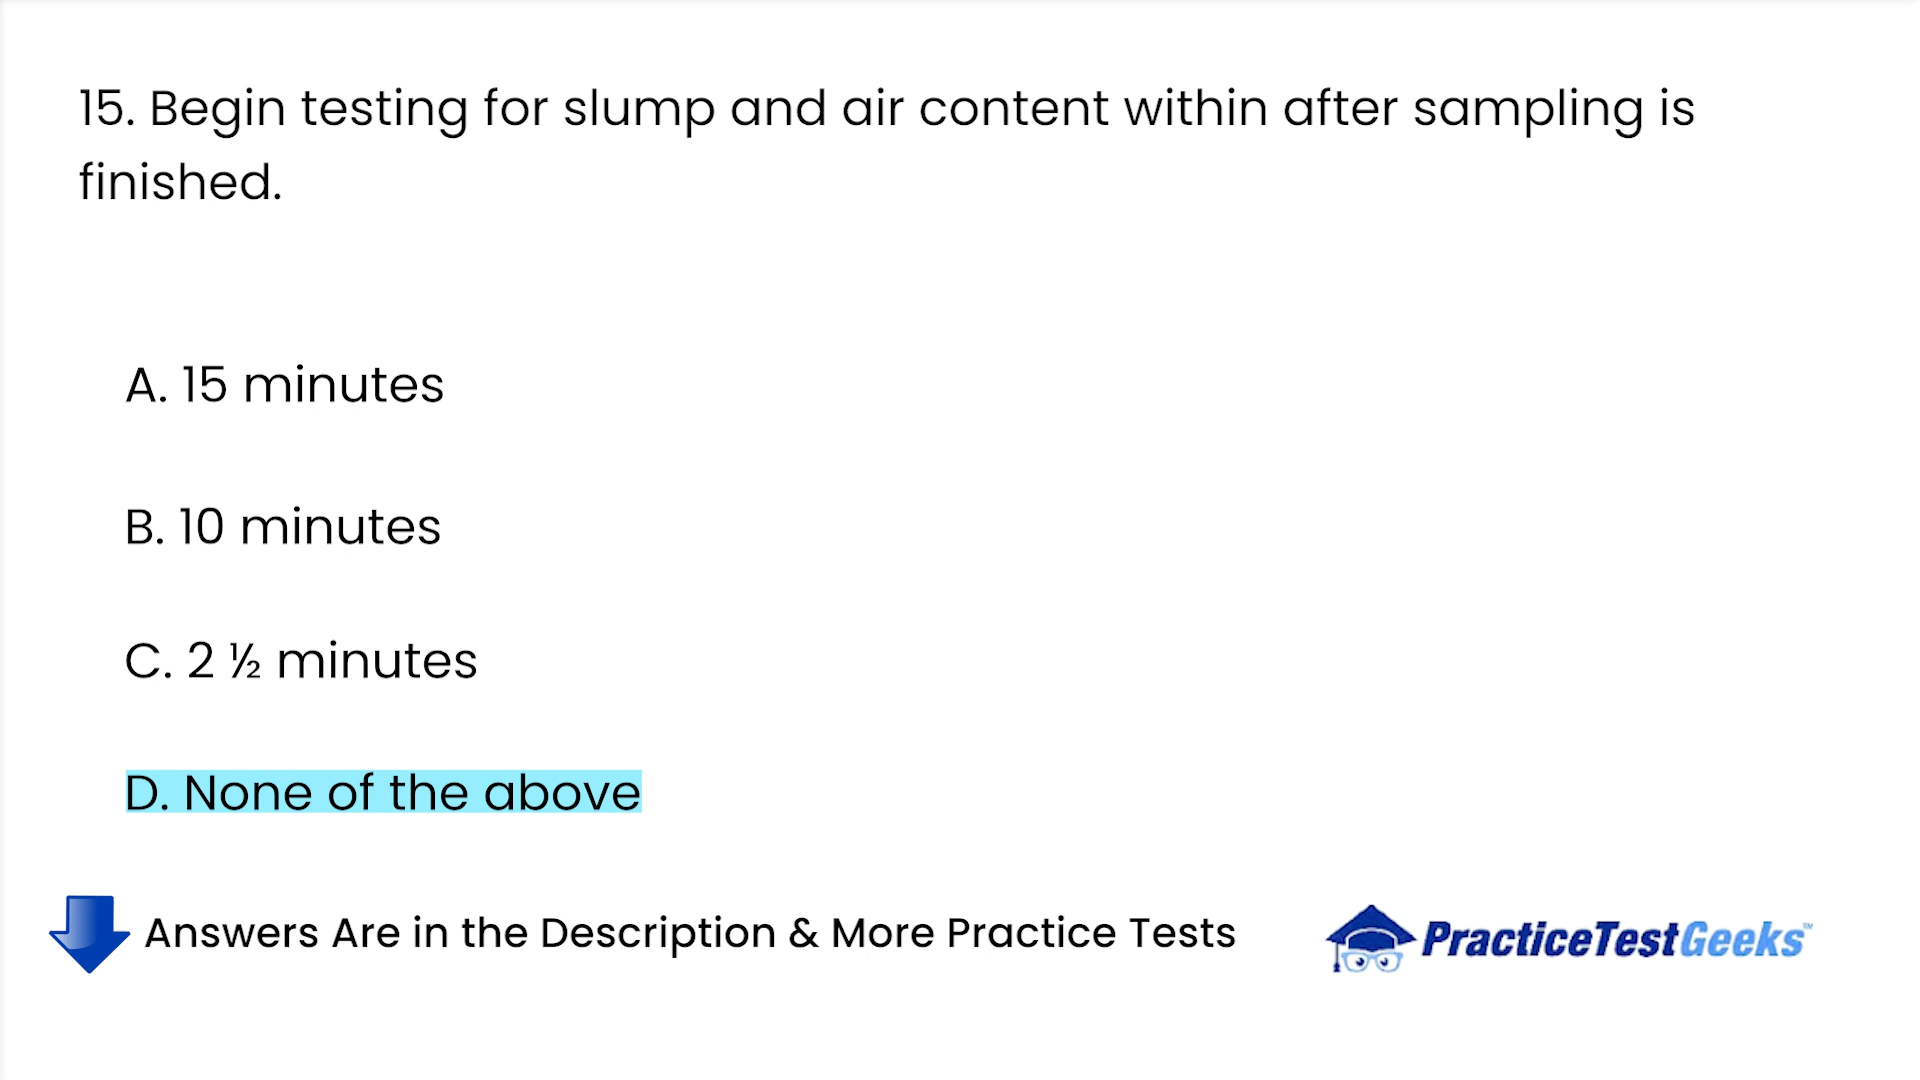 15. Begin testing for slump and air content within after sampling is
finished.
A. 15 minutes
B. 10 minutes
C. 2 ½ minutes
D. None of the above
Answers Are in the Description & More Practice Tests
PracticeTestGeeks™